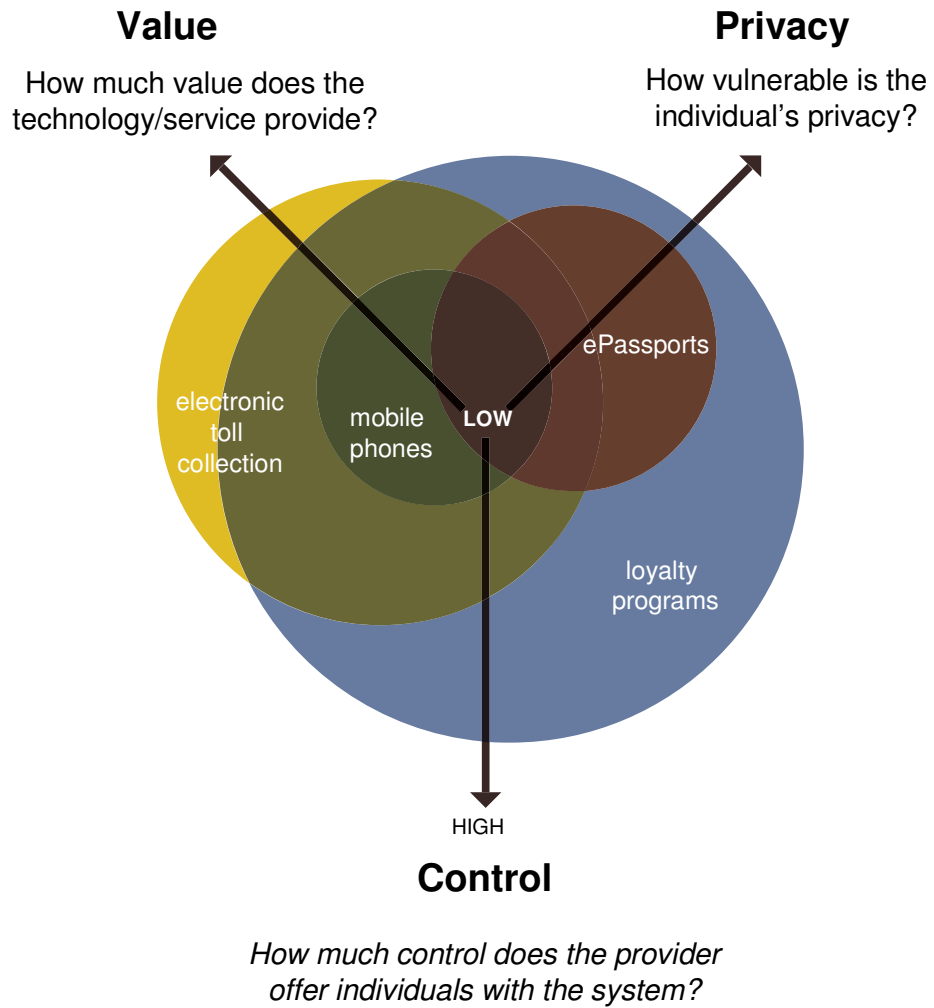 Value
How much value does the
technology/service provide?
Privacy
How vulnerable is the
individual's privacy?
ePassports
electronic
toll
collection
mobile
phones
LOW
loyalty
programs
HIGH
Control
How much control does the provider
offer individuals with the system?